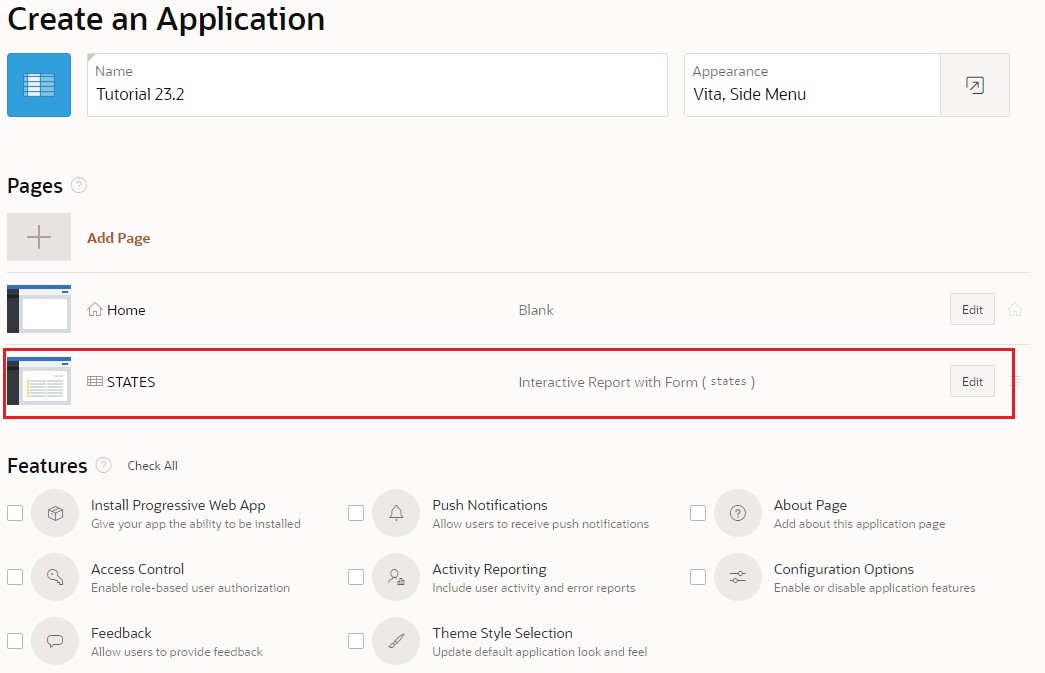 Create an Application
Name
Tutorial 23.2
Appearance
Vita, Side Menu
Pages ?
Add Page
Home Blank Edit
STATES Interactive Report with Form ( states ) Edit
Features ? Check All
Install Progressive Web App
Give your app the ability to be installed
Push Notifications
Allow users to receive push notifications
About Page
Add about this application page
Access Control
Enable role-based user authorization
Activity Reporting
Include user activity and error reports
Configuration Options
Enable or disable application features
Feedback
Allow users to provide feedback
Theme Style Selection
Update default application look and feel